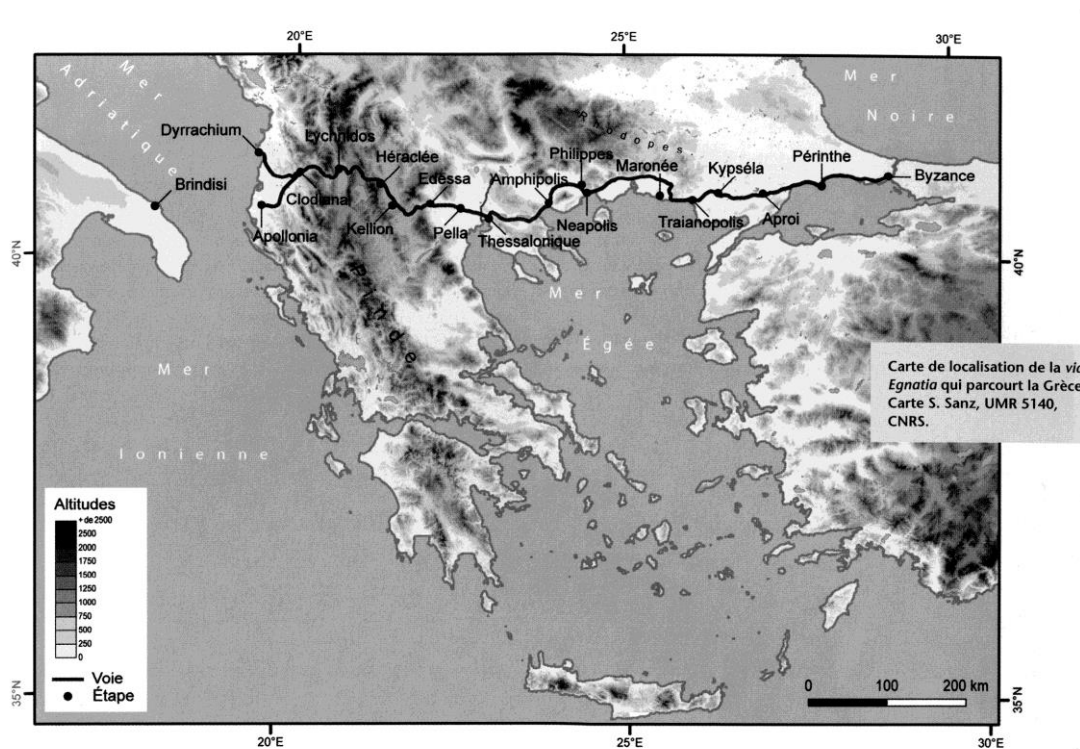 20°E
25°E
30°E
Mer
Adriatique
Mer
Noire
Dyrrachium
Lychnidos
Rodopes
Brindisi
Héraclée
Philippes
Maronée
Kypséla
Périnthe
Byzance
Edessa
Amphipolis
Clodiana
Apollonia
Kellion
Pella
Thessalonique
Neapolis
Traianopolis
Aproi
40°N
40°N
Pinde
Mer
Égée
Mer
Ionienne
Carte de localisation de la via
Egnatia qui parcourt la Grèce
Carte S. Sanz, UMR 5140,
CNRS.
Altitudes
+ de 2500
2500
2000
1750
1500
1250
1000
750
500
250
0
Voie
Étape
0 100 200 km
35°N
35°N
20°E
25°E
30°E